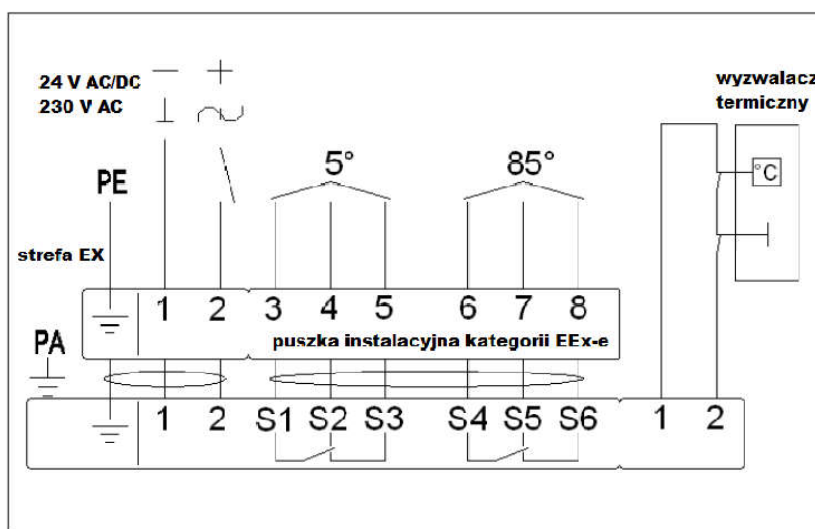 24 V AC/DC
230 V AC
wyzwalacz
termiczny
5°
85°
°C
PE
strefa EX
1 2 3 4 5 6 7 8
puszka instalacyjna kategorii EEx-e
PA
1 2 S1 S2 S3 S4 S5 S6 1 2